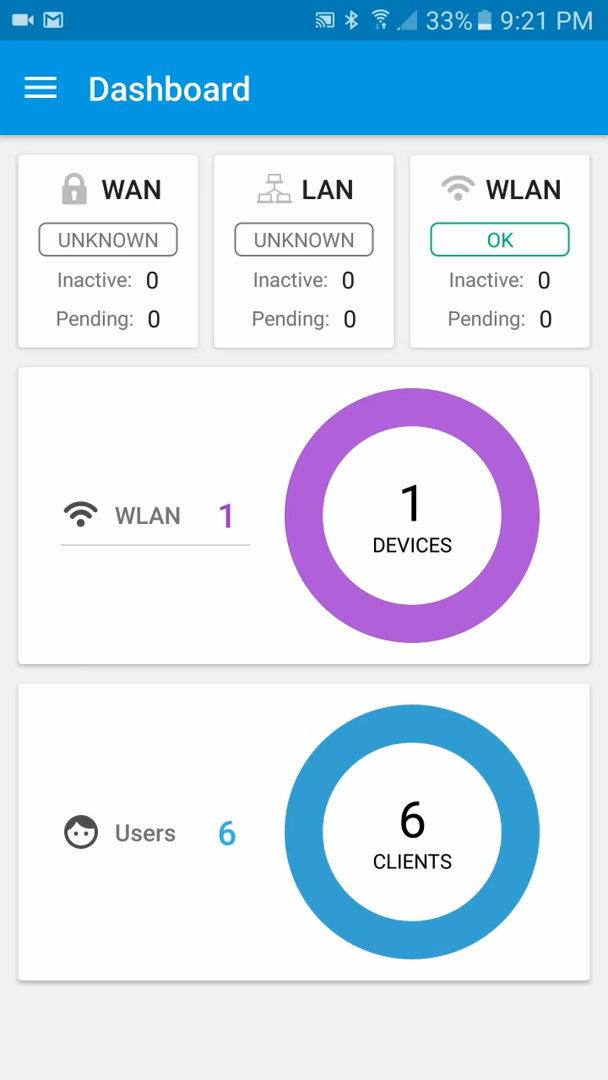 33% 9:21 PM
Dashboard
WAN
UNKNOWN
Inactive: 0
Pending: 0
LAN
UNKNOWN
Inactive: 0
Pending: 0
WLAN
OK
Inactive: 0
Pending: 0
WLAN 1
1
DEVICES
Users 6
6
CLIENTS